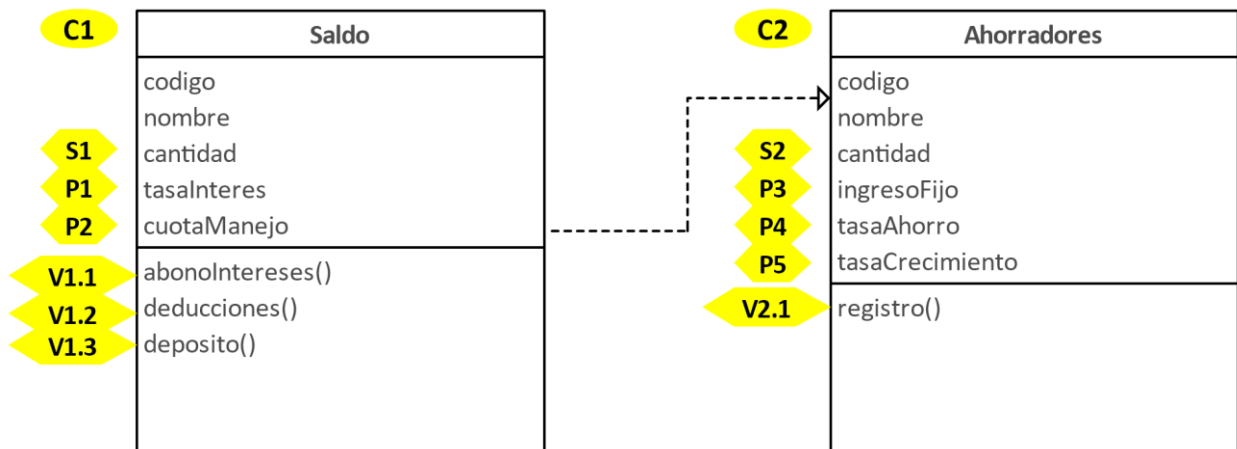 C1
Saldo
codigo
nombre
S1 cantidad
P1 tasaInteres
P2 cuotaManejo
V1.1 abonoIntereses()
V1.2 deducciones()
V1.3 deposito()
C2
Ahorradores
codigo
nombre
S2 cantidad
P3 ingresoFijo
P4 tasaAhorro
P5 tasaCrecimiento
V2.1 registro()